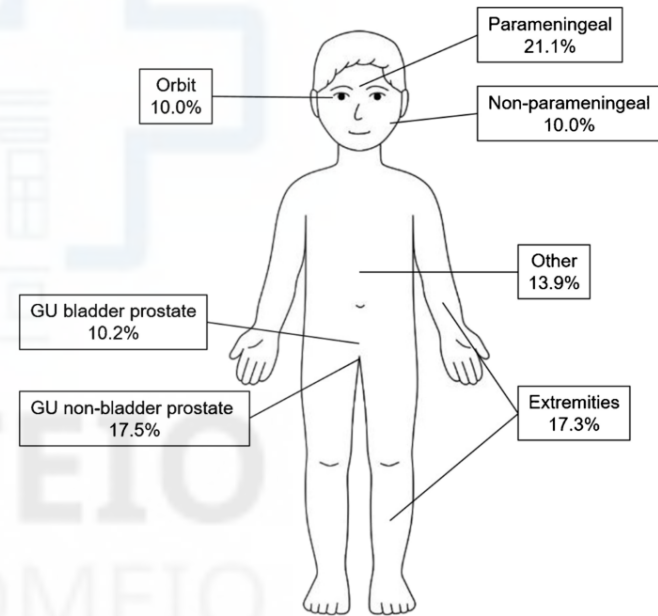 Parameningeal
21.1%
Orbit
10.0%
Non-parameningeal
10.0%
Other
13.9%
GU bladder prostate
10.2%
GU non-bladder prostate
17.5%
Extremities
17.3%